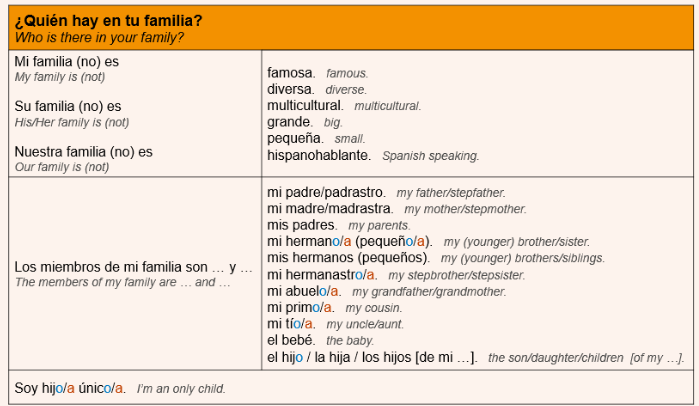 ¿Quién hay en tu familia?
Who is there in your family?
Mi familia (no) es
My family is (not)
Su familia (no) es
His/Her family is (not)
Nuestra familia (no) es
Our family is (not)
famosa. famous.
diversa. diverse.
multicultural. multicultural.
grande. big.
pequeña. small.
hispanohablante. Spanish speaking.
Los miembros de mi familia son … y …
The members of my family are … and …
mi padre/padrastro. my father/stepfather.
mi madre/madrastra. my mother/stepmother.
mis padres. my parents.
mi hermano/a (pequeño/a). my (younger) brother/sister.
mis hermanos (pequeños). my (younger) brothers/siblings.
mi hermanastro/a. my stepbrother/stepsister.
mi abuelo/a. my grandfather/grandmother.
mi primo/a. my cousin.
mi tío/a. my uncle/aunt.
el bebé. the baby.
el hijo / la hija / los hijos [de mi …]. the son/daughter/children [of my …].
Soy hijo/a único/a. I’m an only child.